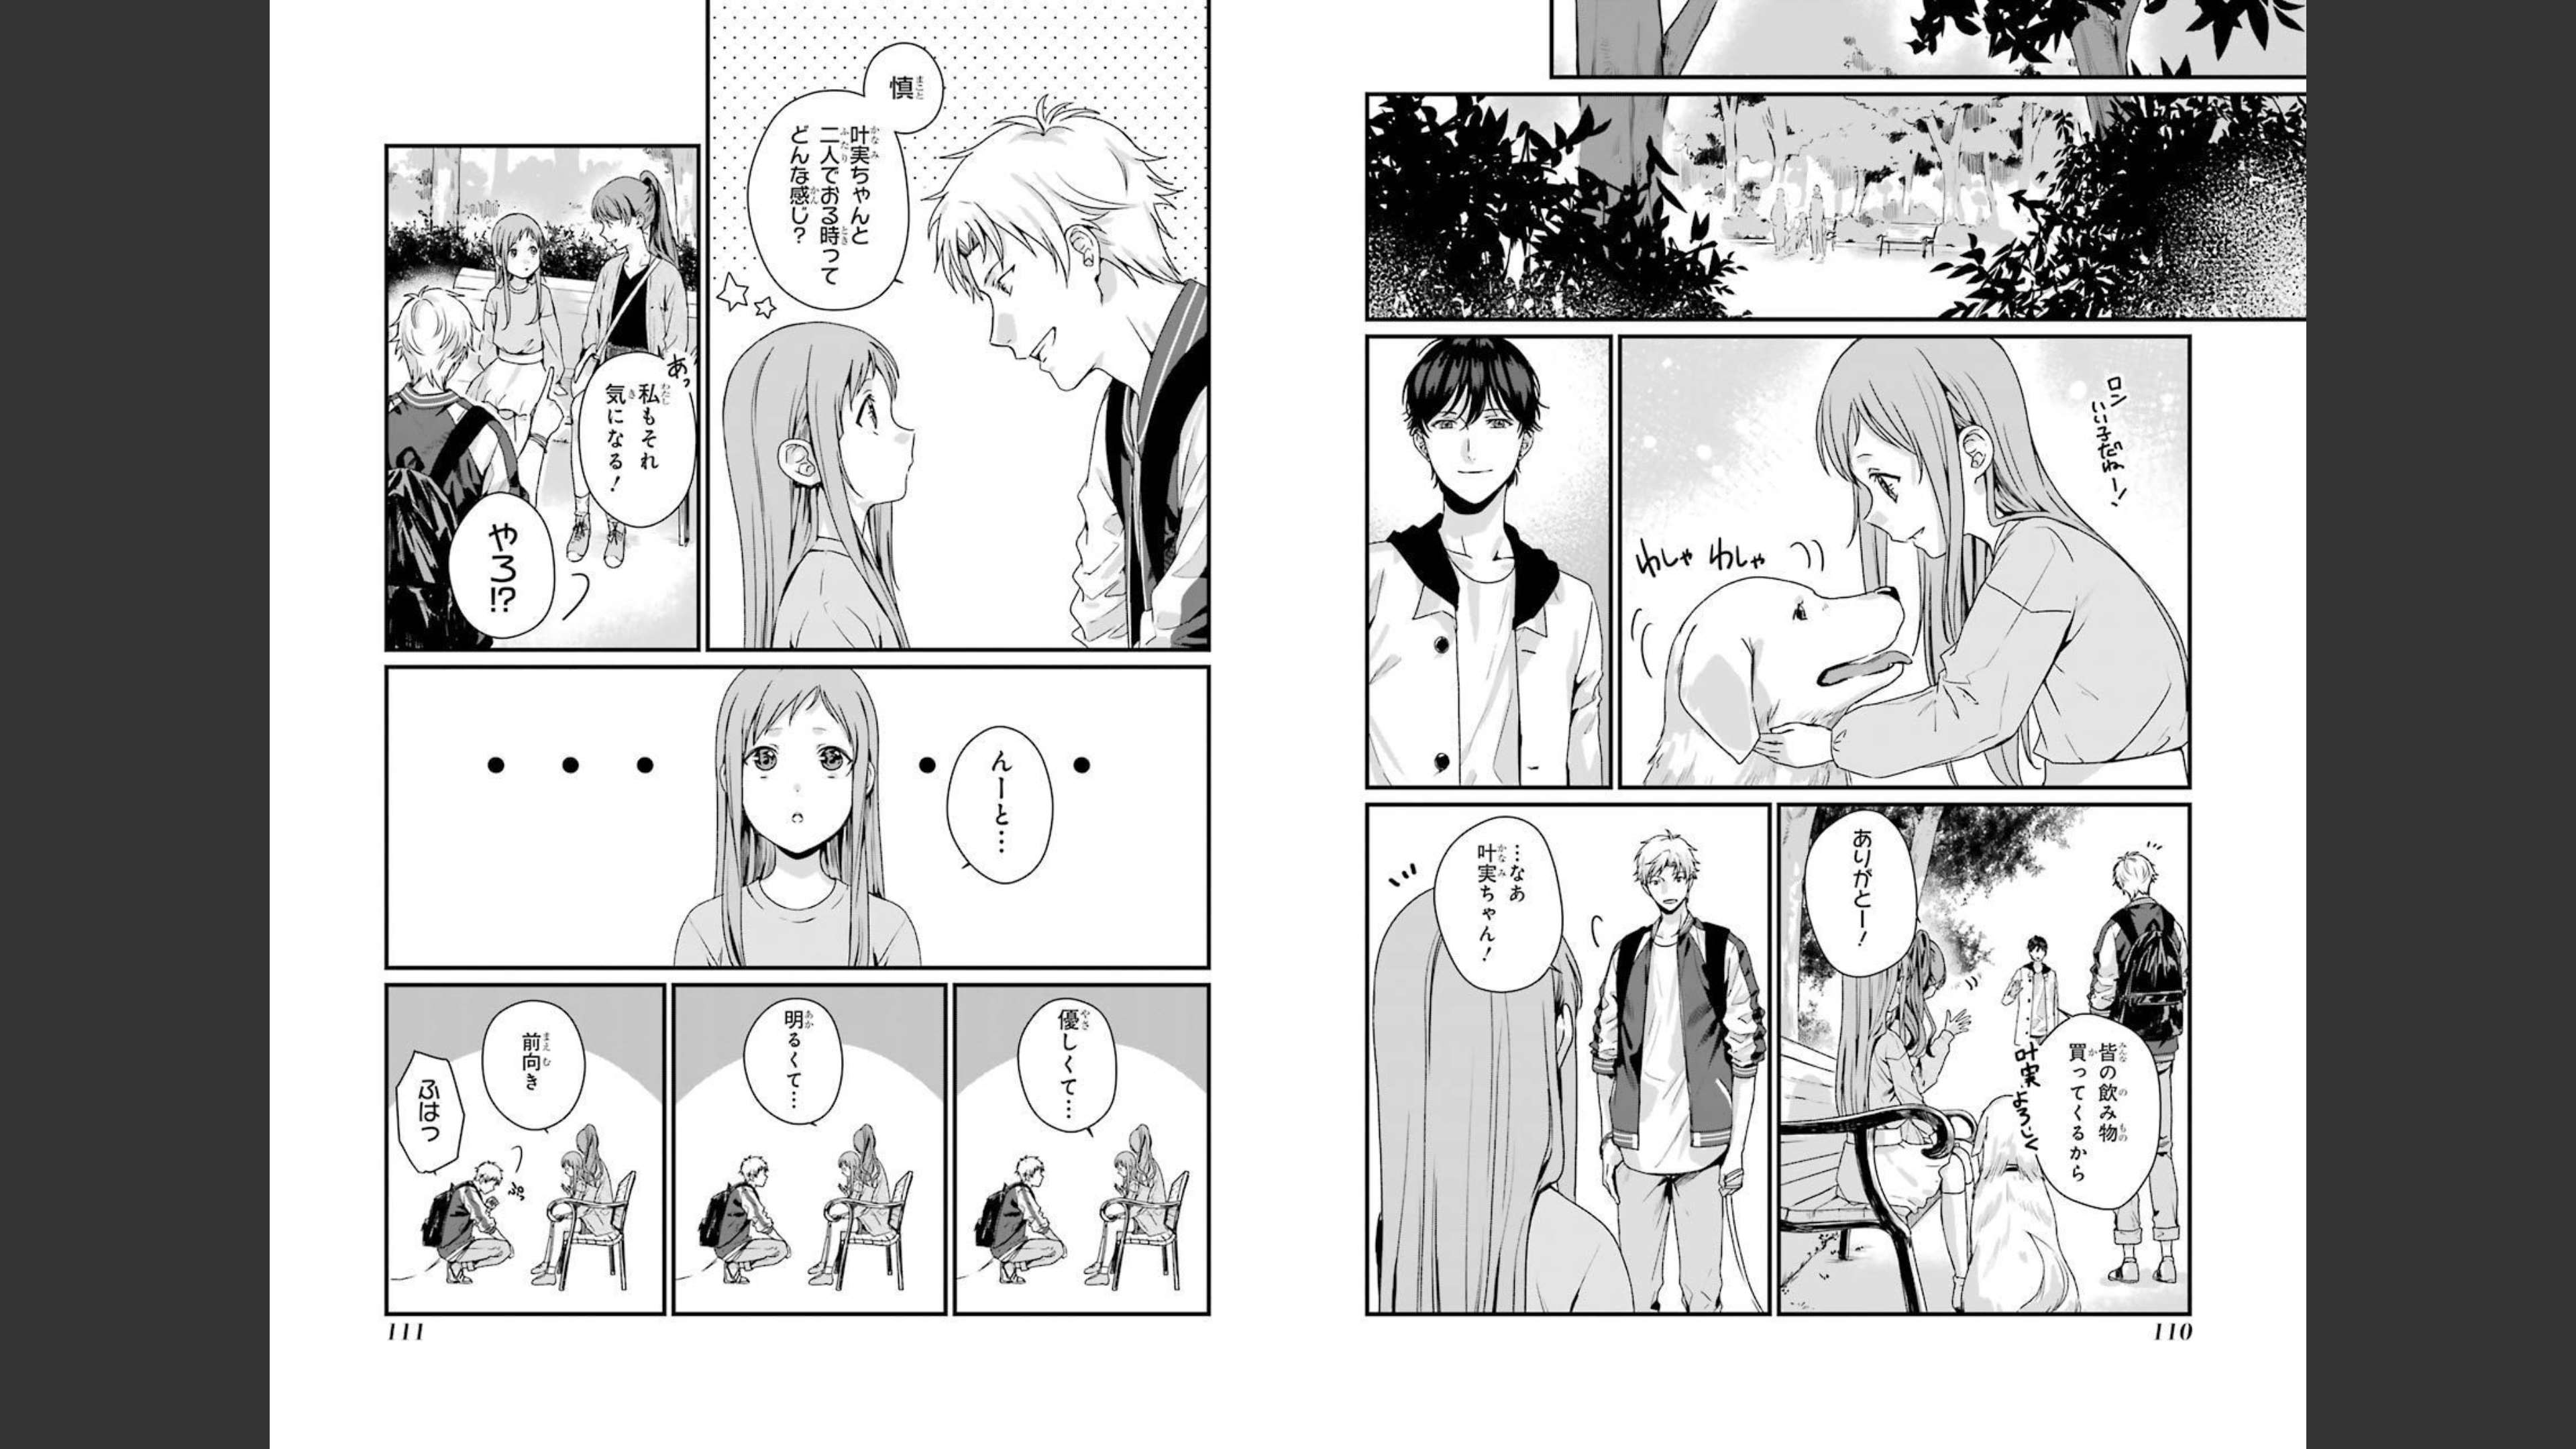 ロン
いい子だねー!
わしゃ わしゃ
ありがとー!
皆の飲み物
買ってくるから
叶実よろしく
…なあ
叶実ちゃん!
110
慎
叶実ちゃんと
二人でおる時って
どんな感じ?
あっ
私もそれ
気になる!
やろ!?
んーと…
優しくて…
明るくて…
前向き
ぷっ
ふはっ
111